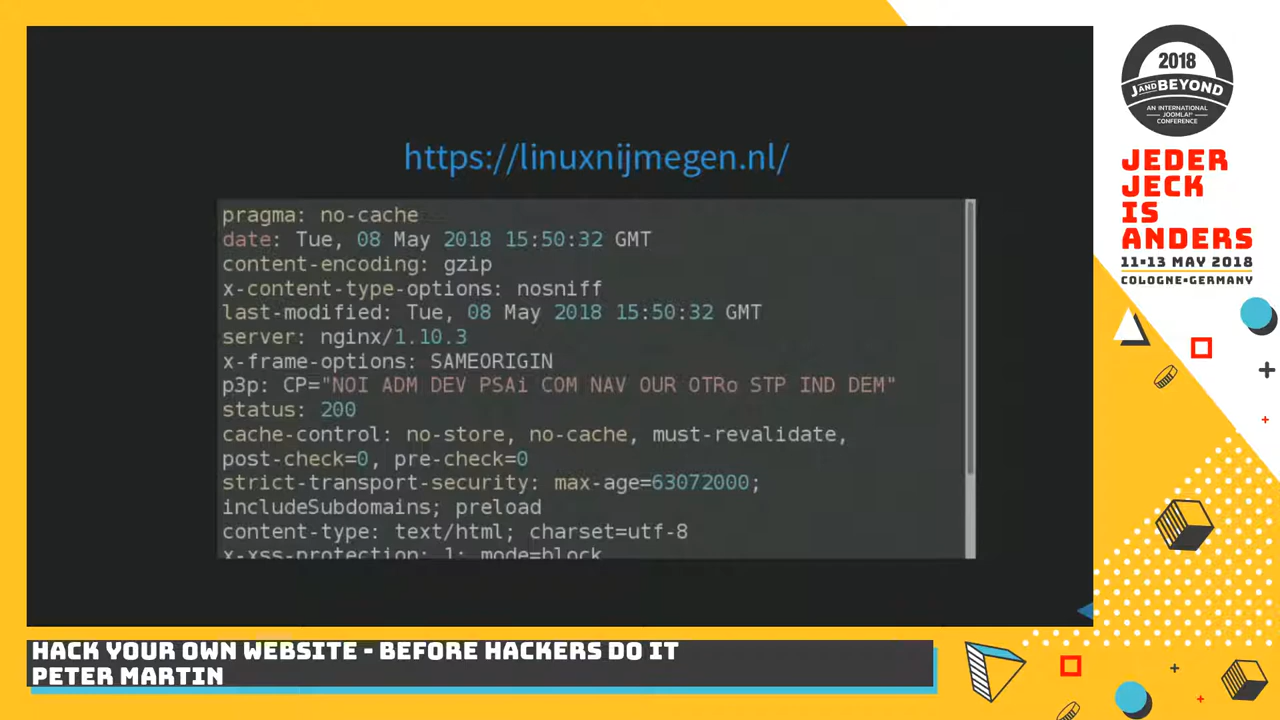 https://linuxnijmegen.nl/
pragma: no-cache
date: Tue, 08 May 2018 15:50:32 GMT
content-encoding: gzip
x-content-type-options: nosniff
last-modified: Tue, 08 May 2018 15:50:32 GMT
server: nginx/1.10.3
x-frame-options: SAMEORIGIN
p3p: CP="NOI ADM DEV PSAi COM NAV OUR OTRo STP IND DEM"
status: 200
cache-control: no-store, no-cache, must-revalidate,
post-check=0, pre-check=0
strict-transport-security: max-age=63072000;
includeSubdomains; preload
content-type: text/html; charset=utf-8
x-xss-protection: 1; mode=block
2018
J AND BEYOND
AN INTERNATIONAL
JOOMLA!
CONFERENCE
JEDER
JECK
IS
ANDERS
11•13 MAY 2018
COLOGNE•GERMANY
HACK YOUR OWN WEBSITE - BEFORE HACKERS DO IT
PETER MARTIN